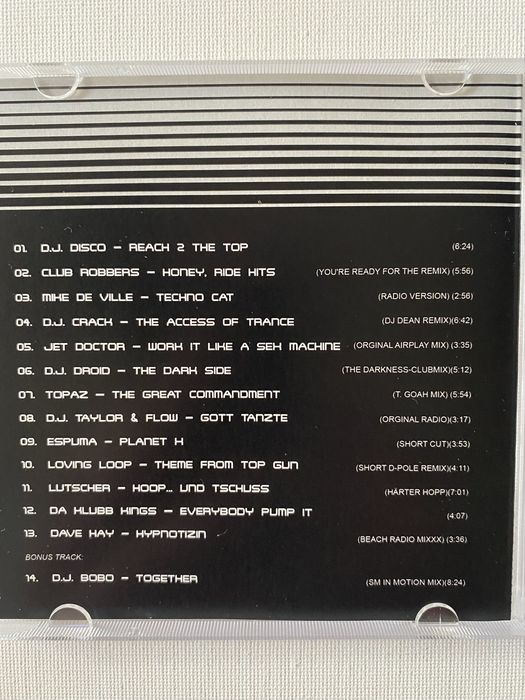 01. D.J. DISCO – REACH 2 THE TOP (6:24)
02. CLUB ROBBERS – HONEY, RIDE HITS (YOU'RE READY FOR THE REMIX) (5:56)
03. MIKE DE VILLE – TECHNO CAT (RADIO VERSION) (2:56)
04. D.J. CRACK – THE ACCESS OF TRANCE (DJ DEAN REMIX)(6:42)
05. JET DOCTOR – WORK IT LIKE A SEX MACHINE (ORGINAL AIRPLAY MIX) (3:35)
06. D.J. DROID – THE DARK SIDE (THE DARKNESS-CLUBMIX)(5:12)
07. TOPAZ – THE GREAT COMMANDMENT (T. GOAH MIX) (5:54)
08. D.J. TAYLOR & FLOW – GOTT TANZTE (ORGINAL RADIO)(3:17)
09. ESPUMA – PLANET X (SHORT CUT)(3:53)
10. LOVING LOOP – THEME FROM TOP GUN (SHORT D-POLE REMIX)(4:11)
11. LUTSCHER – HOOP... UND TSCHUSS (HÄRTER HOPP)(7:01)
12. DA KLUBB KINGS – EVERYBODY PUMP IT (4:07)
13. DAVE KAY – HYPNOTIZIN (BEACH RADIO MIXXX) (3:36)
BONUS TRACK:
14. D.J. BOBO – TOGETHER (SM IN MOTION MIX)(8:24)